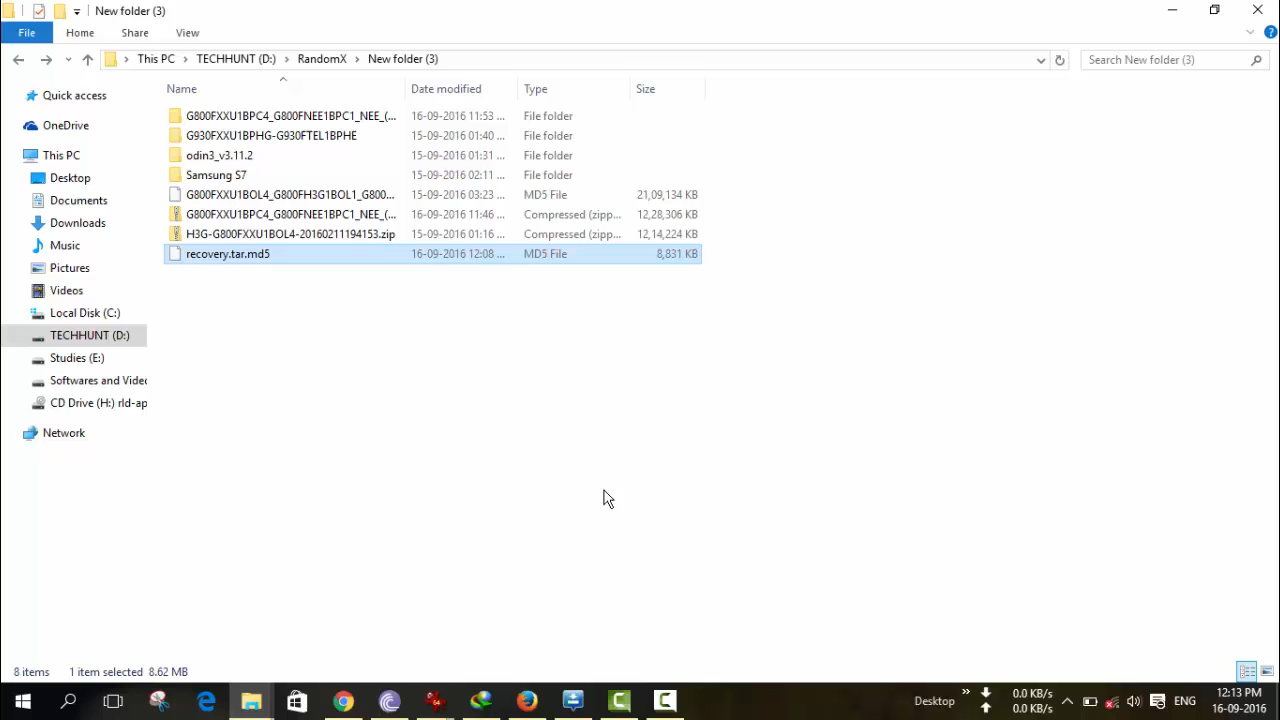 New folder (3)
File Home Share View
This PC TECHHUNT (D:) RandomX New folder (3)
Search New folder (3)
Name Date modified Type Size
Quick access
OneDrive
This PC
Desktop
Documents
Downloads
Music
Pictures
Videos
Local Disk (C:)
TECHHUNT (D:)
Studies (E:)
Softwares and Videc
CD Drive (H:) rld-ap
Network
G800FXXU1BPC4_G800FNEE1BPC1_NEE_(... 16-09-2016 11:53 ... File folder
G930FXXU1BPHG-G930FTEL1BPHE 15-09-2016 01:40 ... File folder
odin3_v3.11.2 15-09-2016 01:31 ... File folder
Samsung S7 15-09-2016 02:11 ... File folder
G800FXXU1BOL4_G800FH3G1BOL1_G800... 15-09-2016 03:23 ... MD5 File 21,09,134 KB
G800FXXU1BPC4_G800FNEE1BPC1_NEE_(... 16-09-2016 11:46 ... Compressed (zipp... 12,28,306 KB
H3G-G800FXXU1BOL4-20160211194153.zip 15-09-2016 01:16 ... Compressed (zipp... 12,14,224 KB
recovery.tar.md5 16-09-2016 12:08 ... MD5 File 8,831 KB
8 items 1 item selected 8.62 MB
Desktop
0.0 KB/s
0.0 KB/s
ENG
12:13 PM
16-09-2016